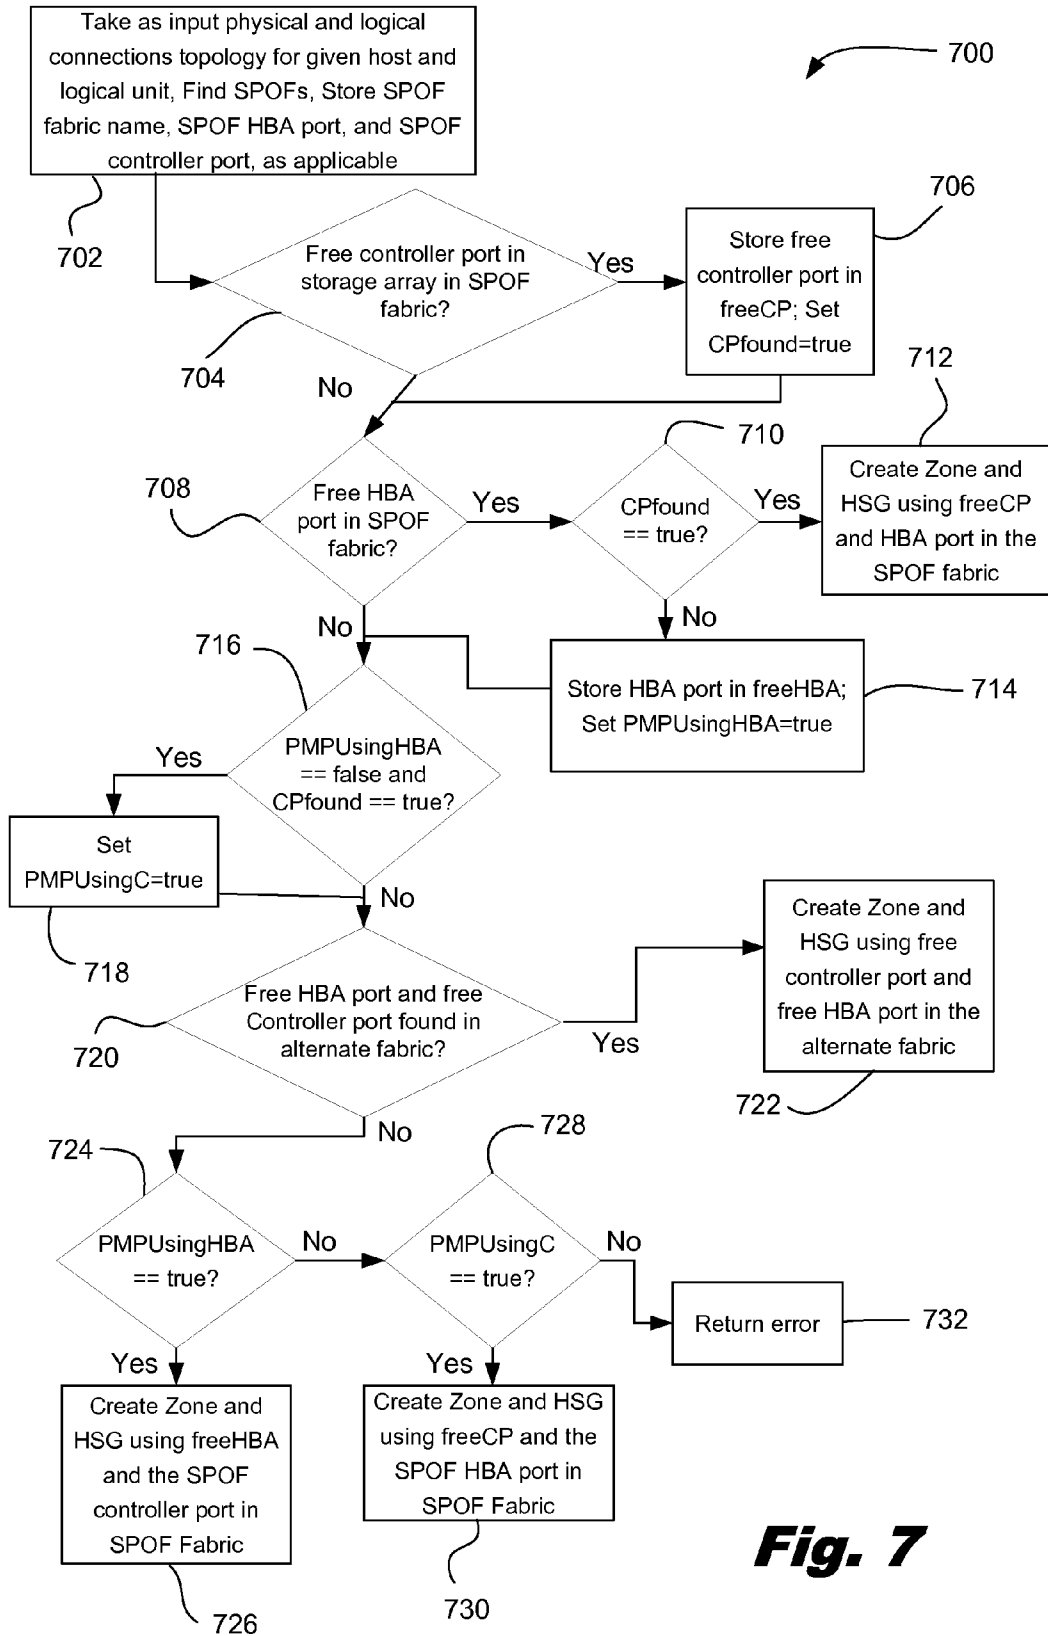 Take as input physical and logical
connections topology for given host and
logical unit, Find SPOFs, Store SPOF
fabric name, SPOF HBA port, and SPOF
controller port, as applicable
700
702
Free controller port in
storage array in SPOF
fabric?
704
Yes
No
706
Store free
controller port in
freeCP; Set
CPfound=true
708
Free HBA
port in SPOF
fabric?
Yes
No
710
CPfound
== true?
Yes
No
712
Create Zone and
HSG using freeCP
and HBA port in the
SPOF fabric
714
Store HBA port in freeHBA;
Set PMPUsingHBA=true
716
PMPUsingHBA
== false and
CPfound == true?
Yes
No
Set
PMPUsingC=true
718
720
Free HBA port and free
Controller port found in
alternate fabric?
Yes
No
Create Zone and
HSG using free
controller port and
free HBA port in the
alternate fabric
722
724
PMPUsingHBA
== true?
No
Yes
728
PMPUsingC
== true?
No
Yes
Return error
732
Create Zone and
HSG using freeHBA
and the SPOF
controller port in
SPOF Fabric
726
Create Zone and HSG
using freeCP and the
SPOF HBA port in
SPOF Fabric
730
Fig. 7